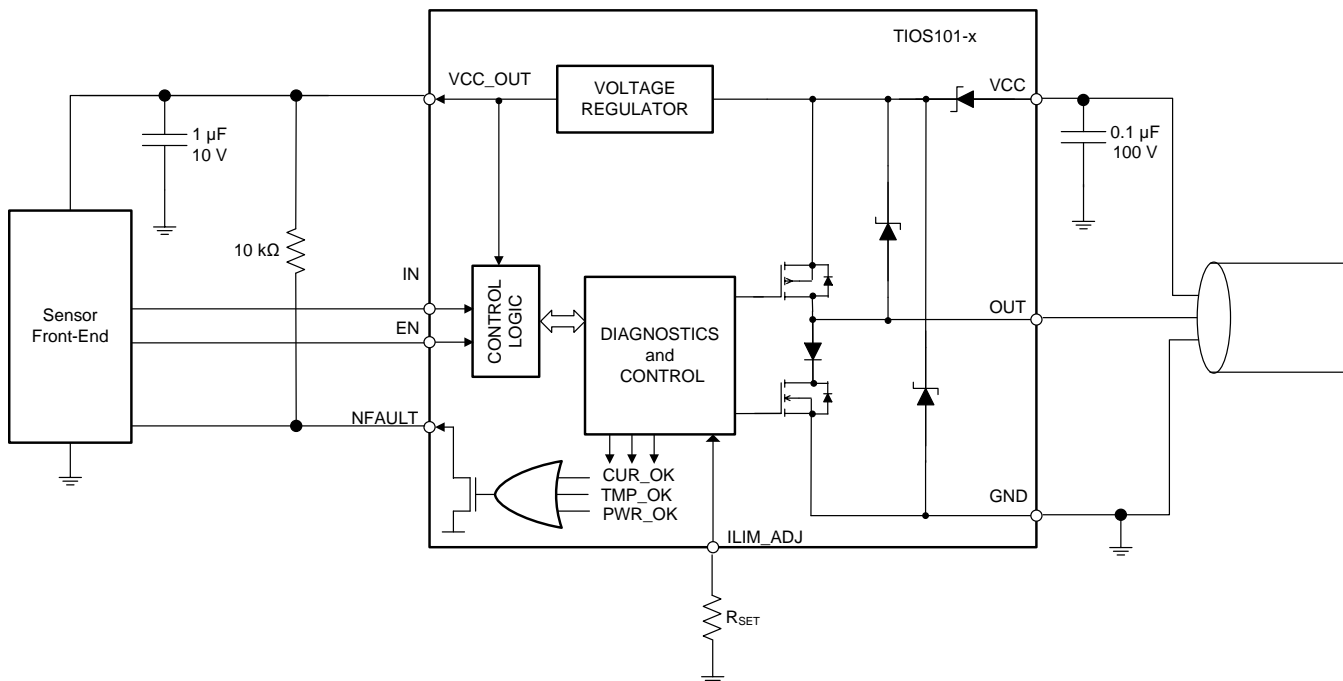 TIOS101-x
VCC_OUT
VOLTAGE
REGULATOR
VCC
1 µF
10 V
0.1 µF
100 V
10 kΩ
IN
Sensor
Front-End
EN
CONTROL
LOGIC
DIAGNOSTICS
and
CONTROL
OUT
NFAULT
CUR_OK
TMP_OK
PWR_OK
GND
ILIM_ADJ
RSET